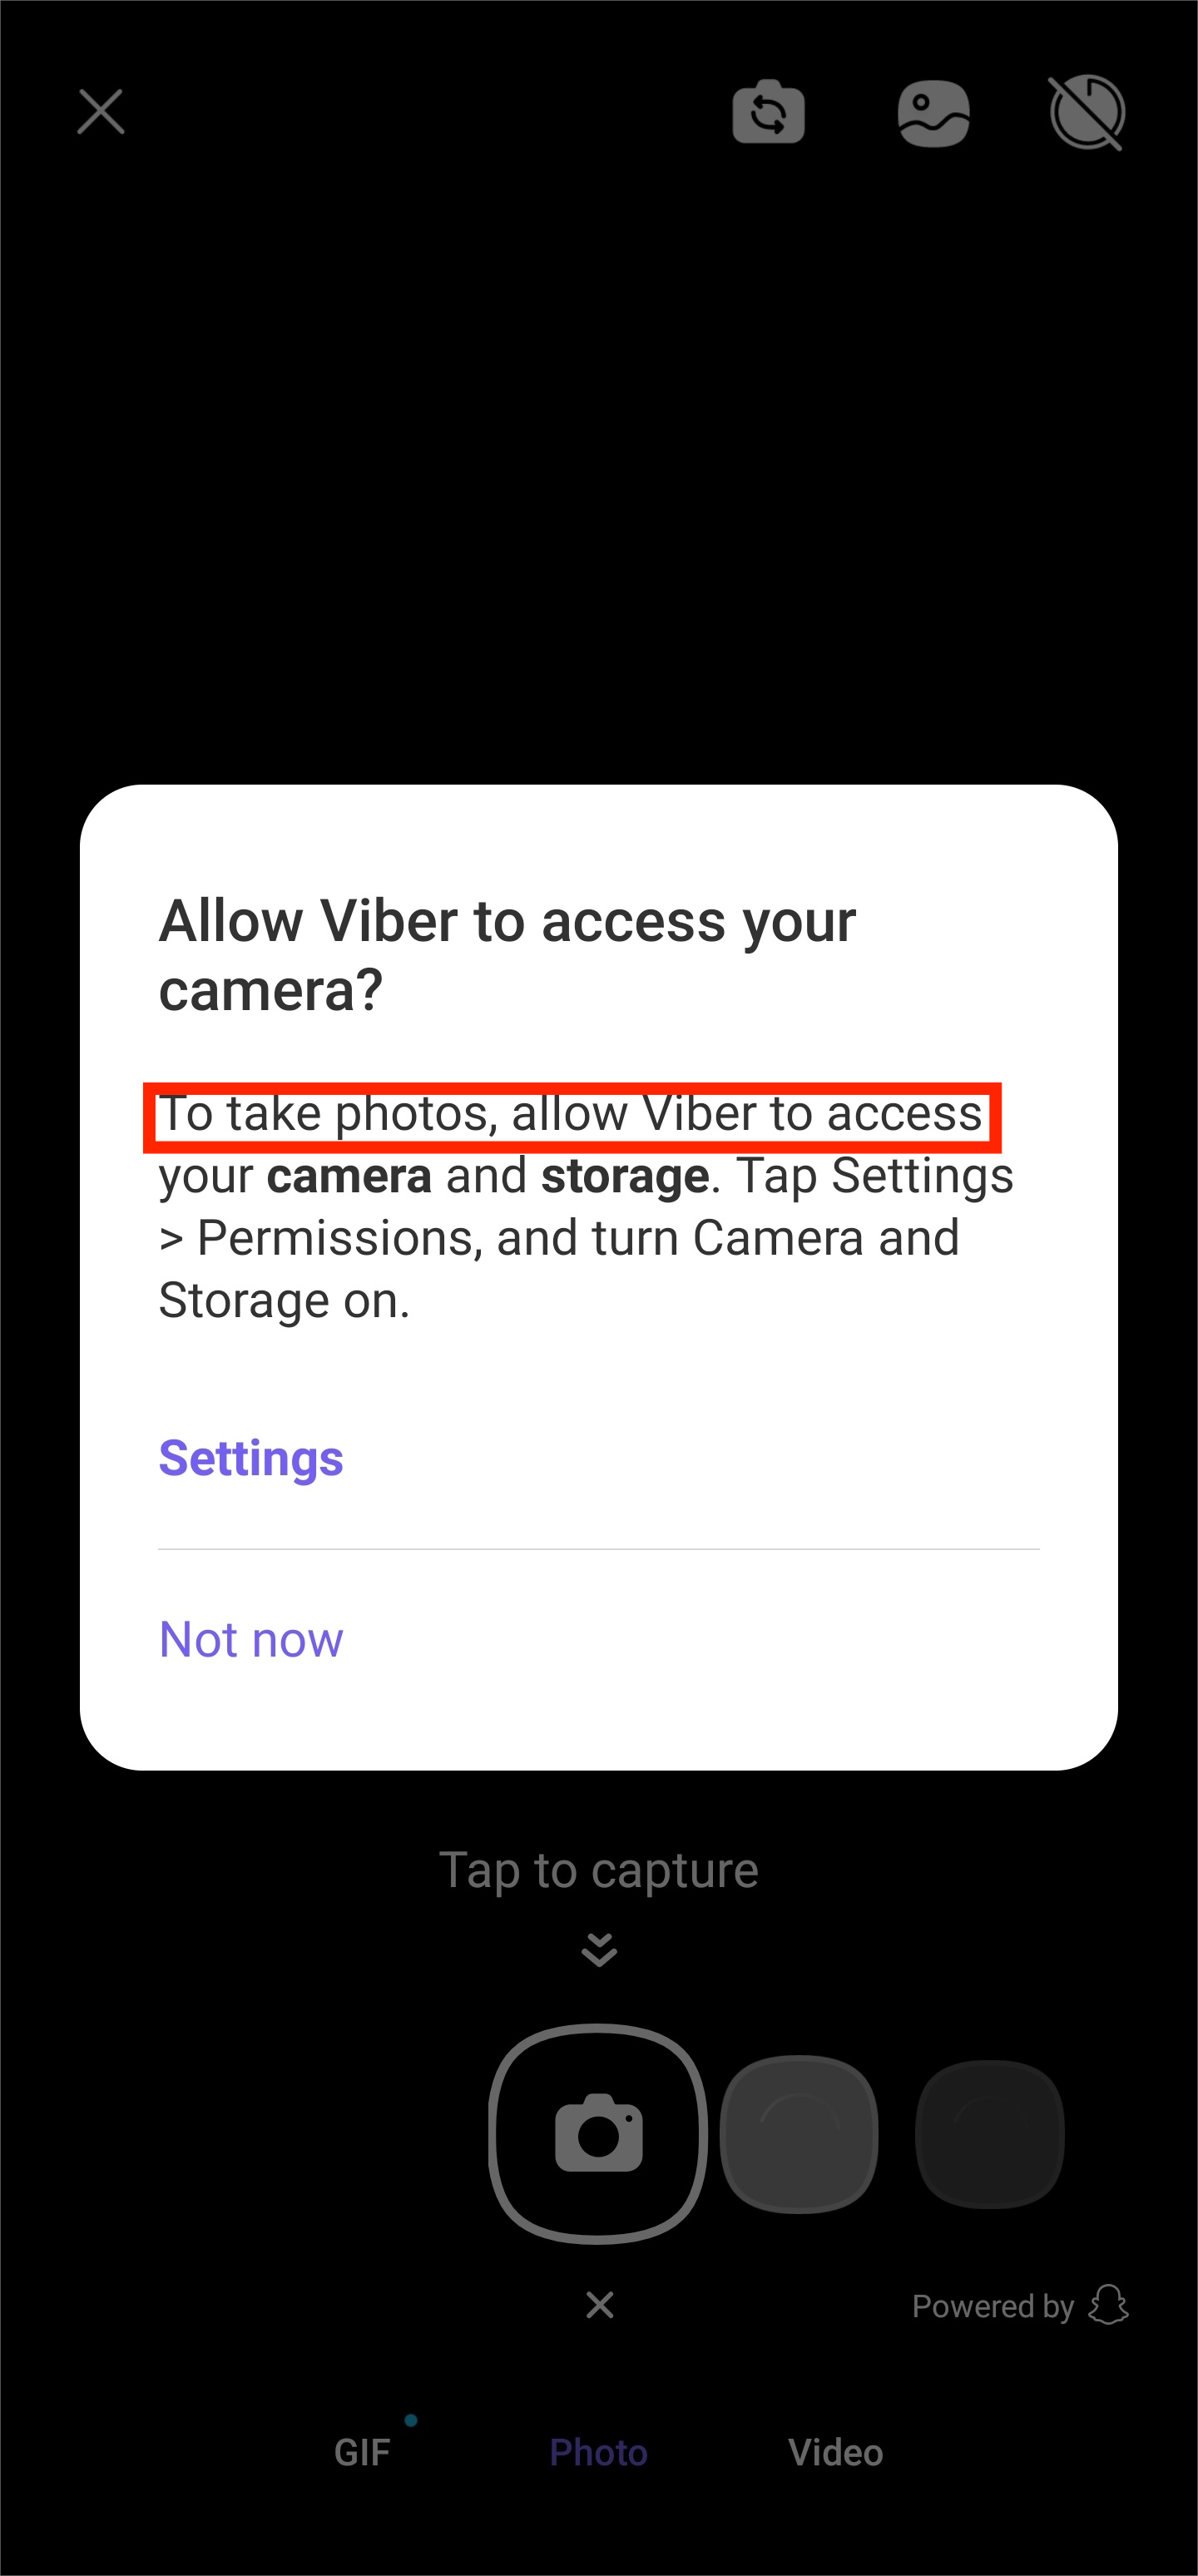 Allow Viber to access your
camera?
To take photos, allow Viber to access
your camera and storage. Tap Settings
> Permissions, and turn Camera and
Storage on.
Settings
Not now
Tap to capture
Powered by
GIF
Photo
Video